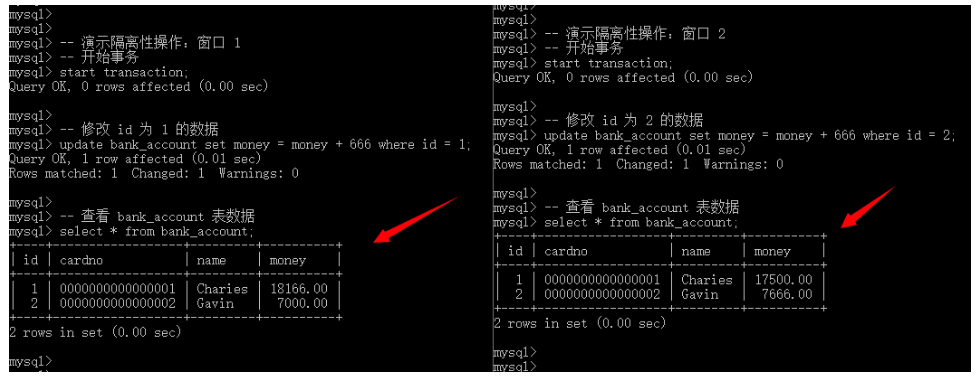 mysql>
mysql>
mysql> -- 演示隔离性操作: 窗口 1
mysql> -- 开始事务
mysql> start transaction;
Query OK, 0 rows affected (0.00 sec)
mysql>
mysql> -- 修改 id 为 1 的数据
mysql> update bank_account set money = money + 666 where id = 1;
Query OK, 1 row affected (0.01 sec)
Rows matched: 1  Changed: 1  Warnings: 0
mysql>
mysql> -- 查看 bank_account 表数据
mysql> select * from bank_account;
+----+------------------+---------+----------+
| id | cardno           | name    | money    |
+----+------------------+---------+----------+
|  1 | 0000000000000001 | Charies | 18166.00 |
|  2 | 0000000000000002 | Gavin   |  7000.00 |
+----+------------------+---------+----------+
2 rows in set (0.00 sec)
mysql>
mysql>
mysql>
mysql> -- 演示隔离性操作: 窗口 2
mysql> -- 开始事务
mysql> start transaction;
Query OK, 0 rows affected (0.00 sec)
mysql>
mysql> -- 修改 id 为 2 的数据
mysql> update bank_account set money = money + 666 where id = 2;
Query OK, 1 row affected (0.01 sec)
Rows matched: 1  Changed: 1  Warnings: 0
mysql>
mysql> -- 查看 bank_account 表数据
mysql> select * from bank_account;
+----+------------------+---------+----------+
| id | cardno           | name    | money    |
+----+------------------+---------+----------+
|  1 | 0000000000000001 | Charies | 17500.00 |
|  2 | 0000000000000002 | Gavin   |  7666.00 |
+----+------------------+---------+----------+
2 rows in set (0.00 sec)
mysql>
mysql>